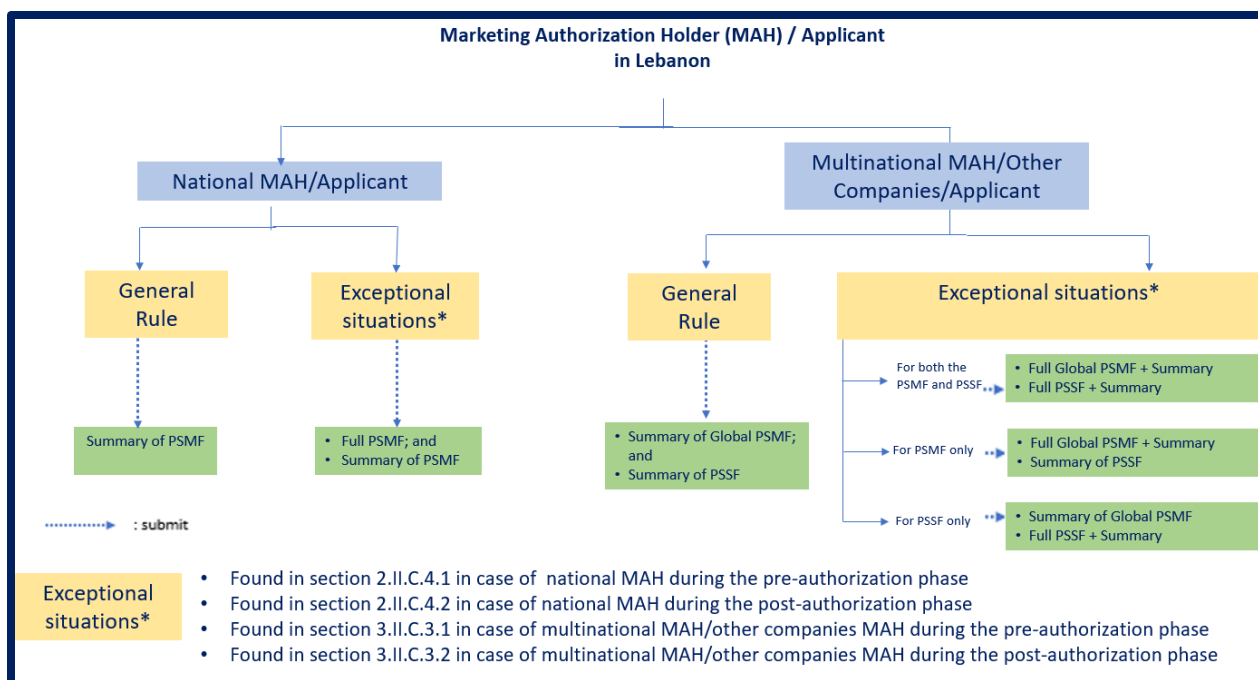 Marketing Authorization Holder (MAH) / Applicant
in Lebanon
National MAH/Applicant
Multinational MAH/Other
Companies/Applicant
General
Rule
Exceptional
situations*
General
Rule
Exceptional situations*
Summary of PSMF
• Full PSMF; and
• Summary of PSMF
• Summary of Global PSMF;
and
• Summary of PSSF
For both the
PSMF and PSSF
• Full Global PSMF + Summary
• Full PSSF + Summary
For PSMF only
• Full Global PSMF + Summary
• Summary of PSSF
For PSSF only
• Summary of Global PSMF
• Full PSSF + Summary
: submit
Exceptional
situations*
• Found in section 2.II.C.4.1 in case of national MAH during the pre-authorization phase
• Found in section 2.II.C.4.2 in case of national MAH during the post-authorization phase
• Found in section 3.II.C.3.1 in case of multinational MAH/other companies MAH during the pre-authorization phase
• Found in section 3.II.C.3.2 in case of multinational MAH/other companies MAH during the post-authorization phase